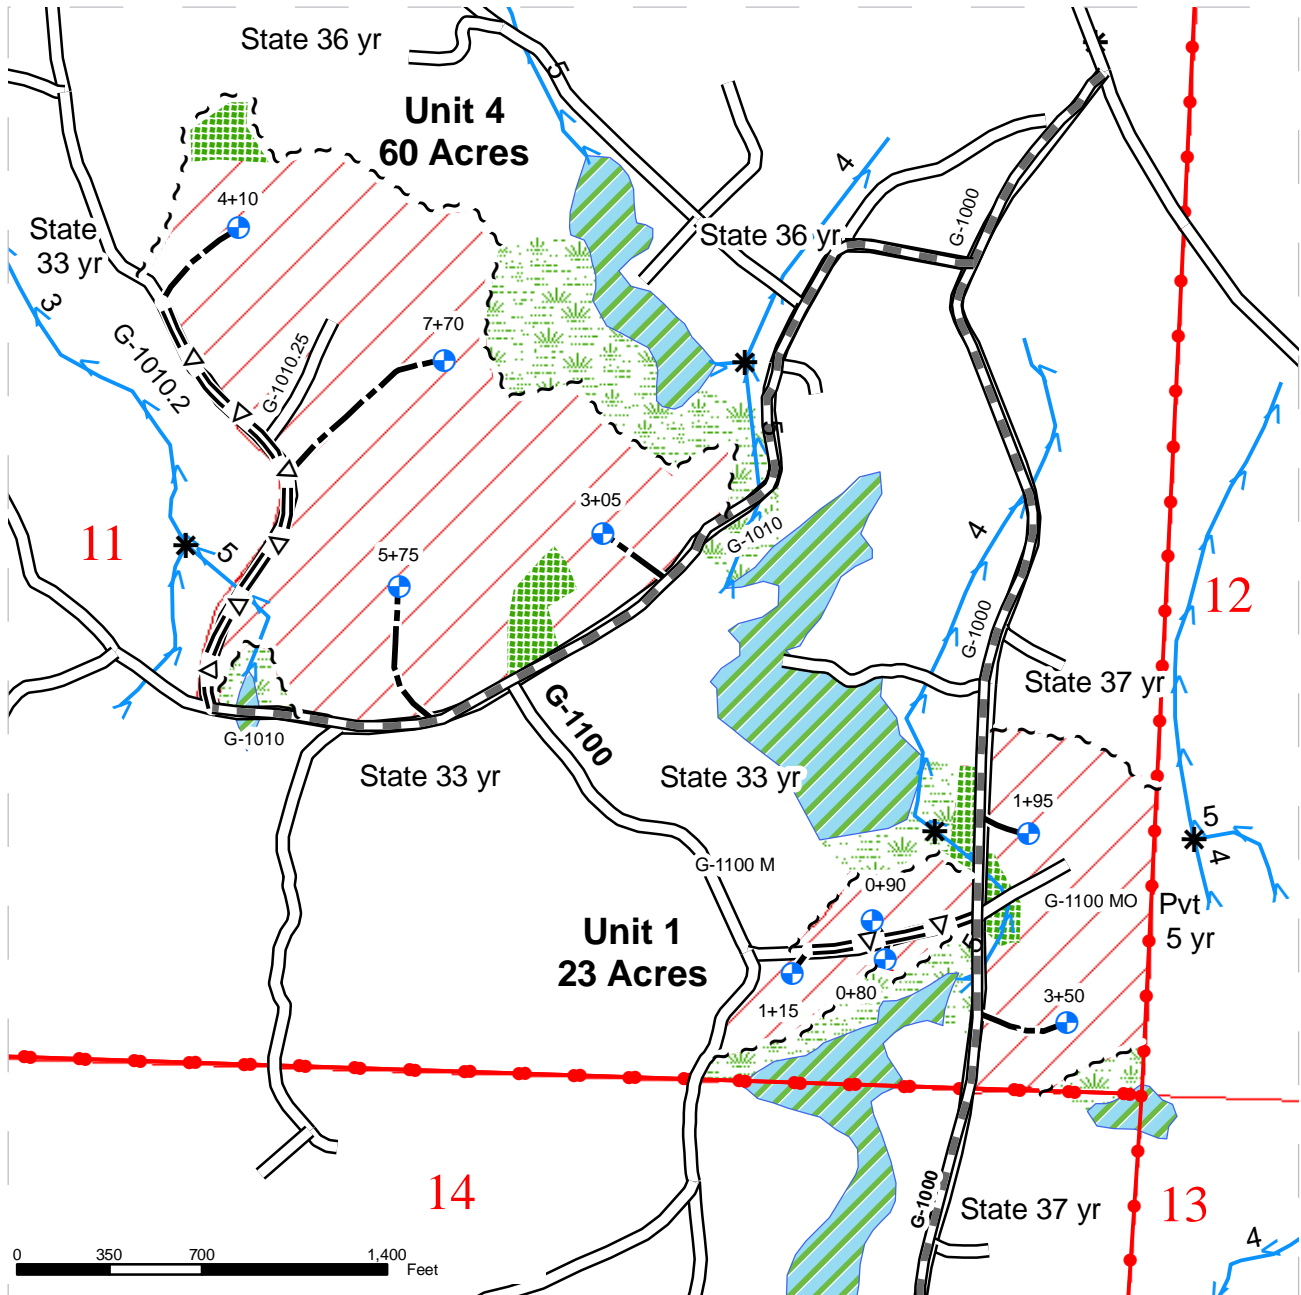 State 36 yr
5
Unit 4
60 Acres
4
4+10
G-1000
State
33 yr
State 36 yr
3
7+70
G-1010.2
G-1010.25
5
3+05
11
5
5+75
G-1010
4
12
G-1000
State 37 yr
G-1010
G-1100
State 33 yr
State 33 yr
1+95
5
4
G-1100 M
0+90
G-1100 MO
Pvt
5 yr
Unit 1
23 Acres
5
0+80
1+15
3+50
14
13
G-1000
State 37 yr
4
0
350
700
1,400
Feet